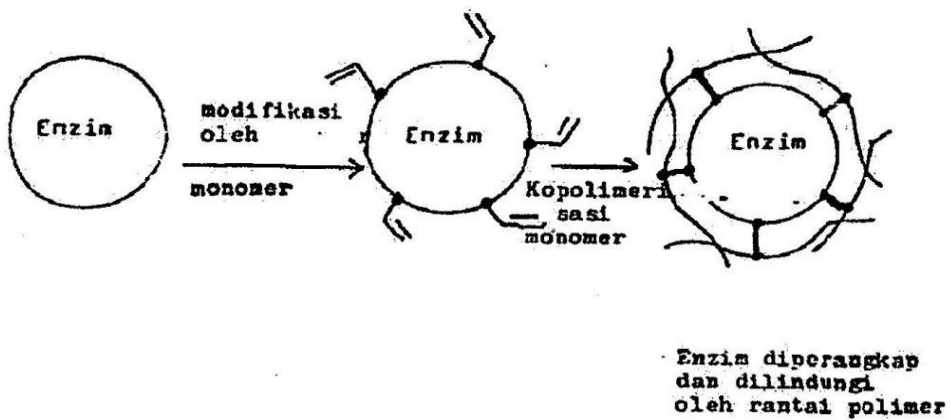 Enzim
modifikasi
oleh
monomer
Enzim
Kopolimeri
sasi
monomer
Enzim
Enzim diperangkap
dan dilindungi
oleh rantai polimer